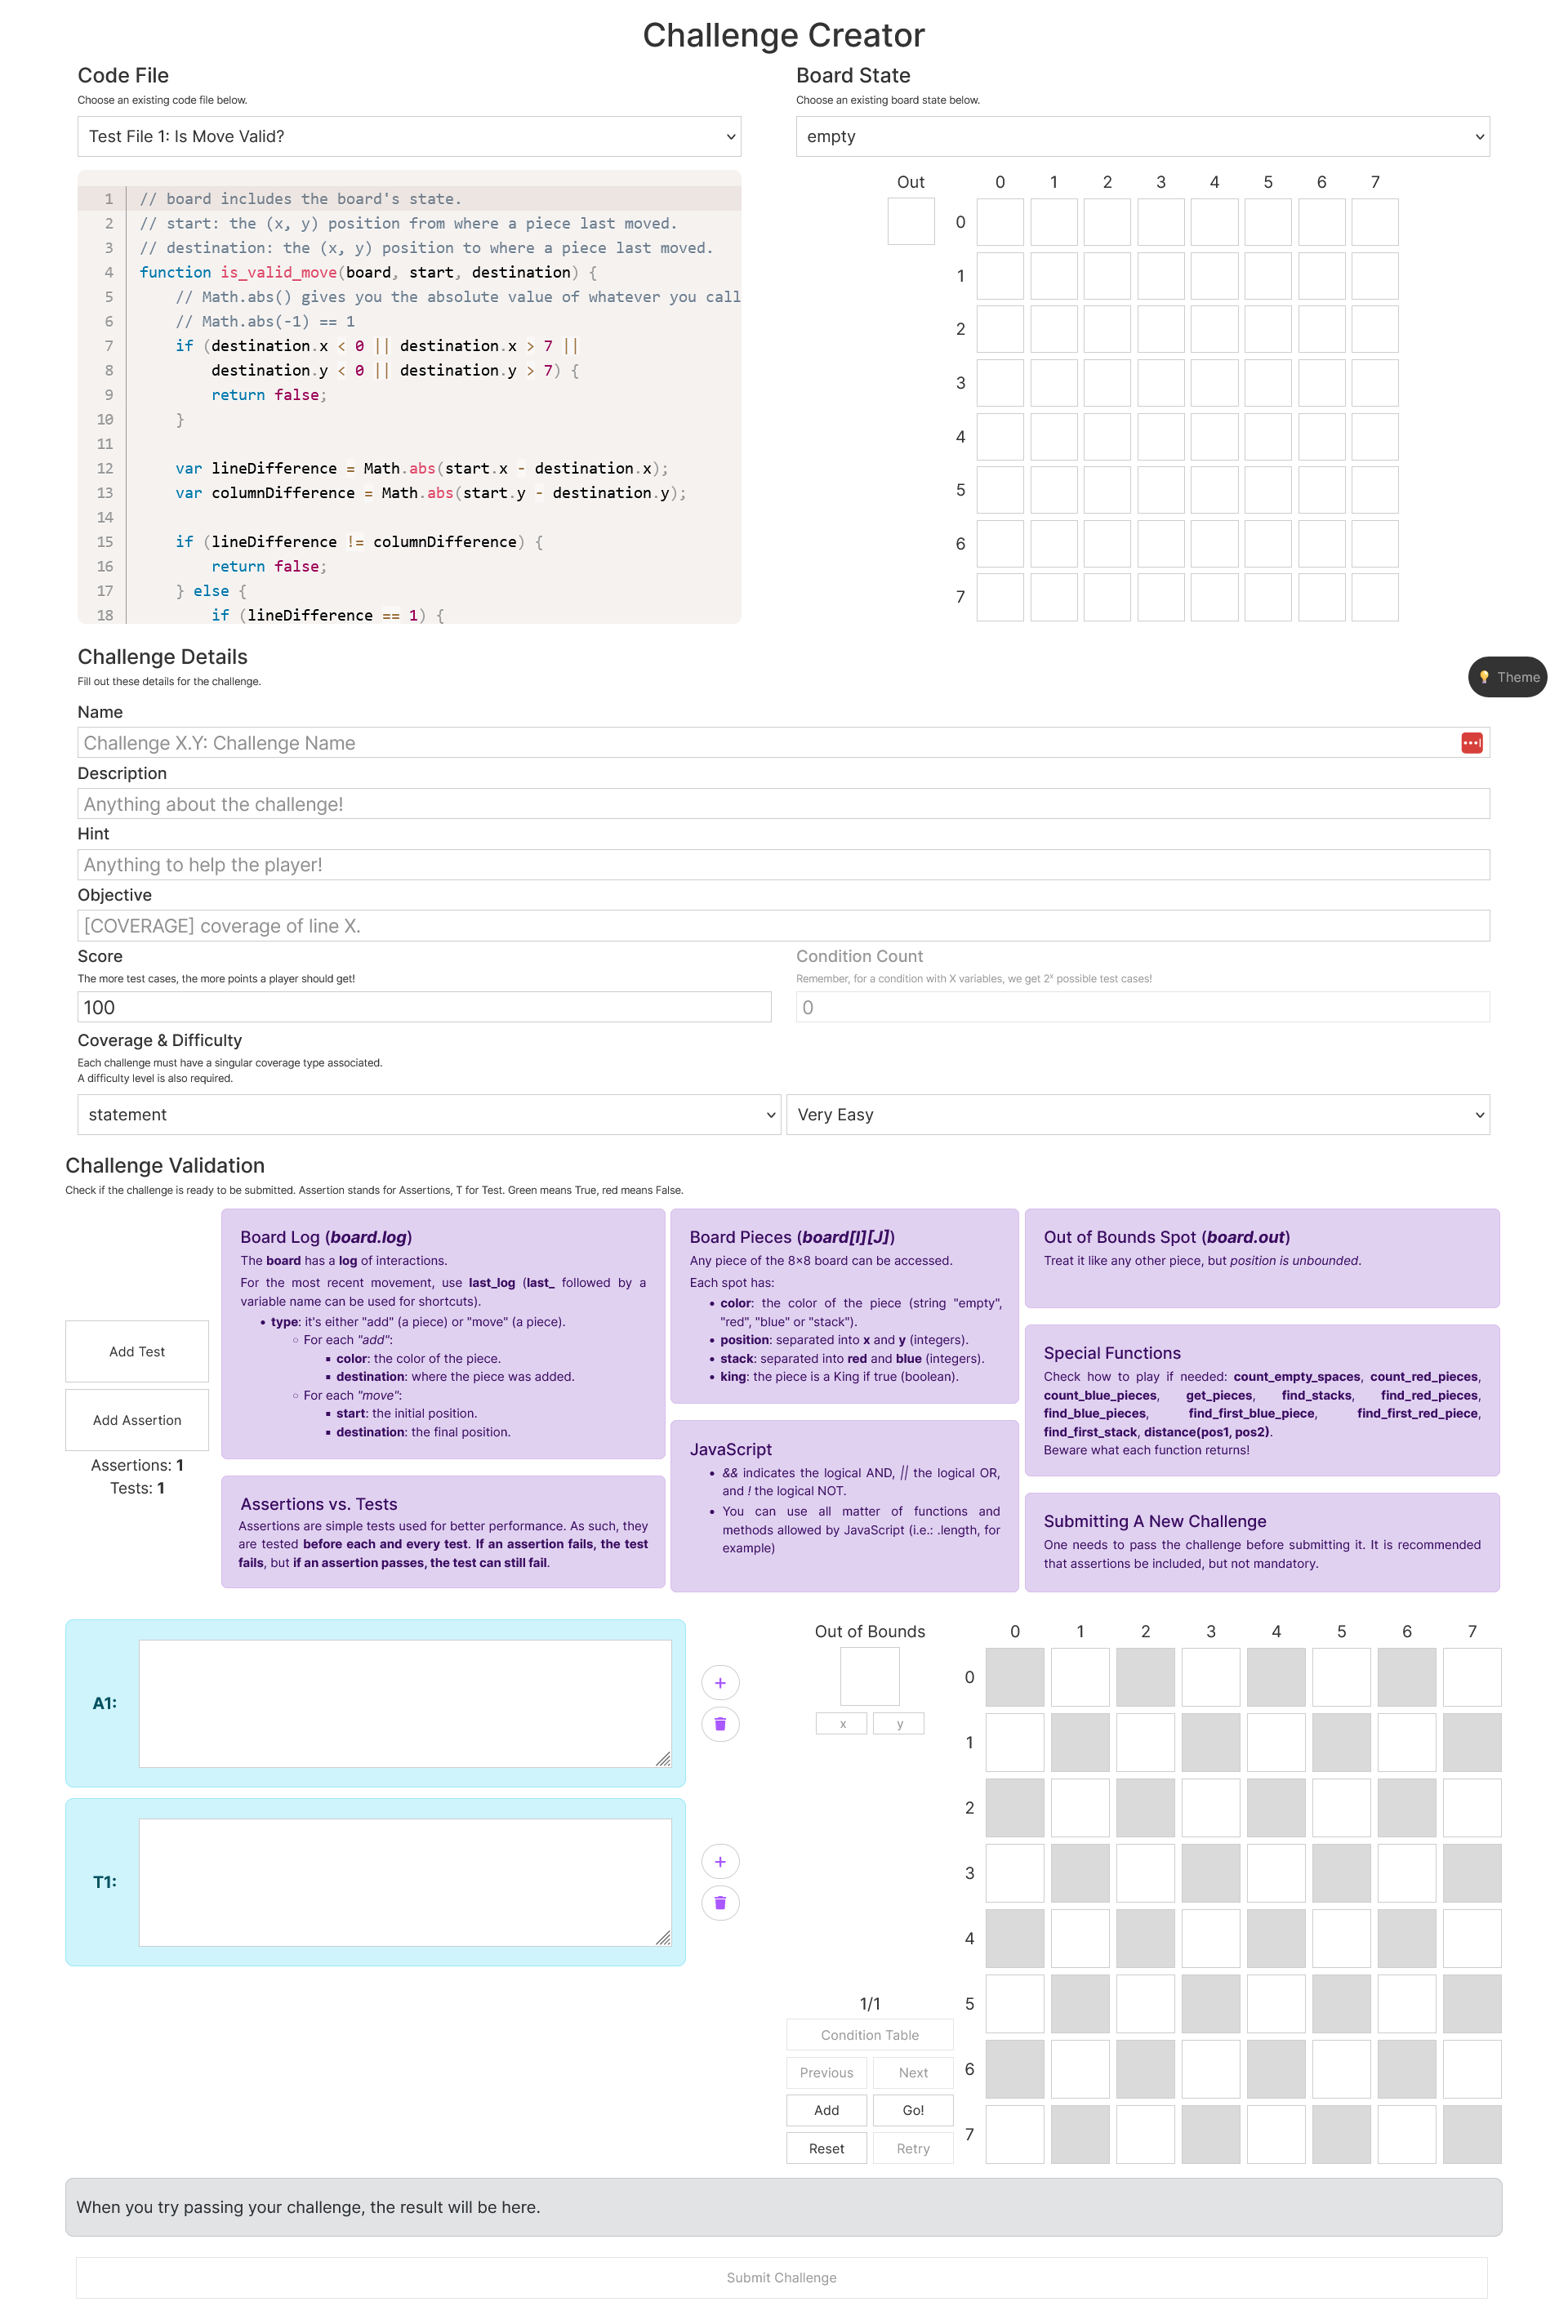 Challenge Creator
Code File
Choose an existing code file below.
Test File 1: Is Move Valid?
1 // board includes the board's state.
2 // start: the (x, y) position from where a piece last moved.
3 // destination: the (x, y) position to where a piece last moved.
4 function is_valid_move(board, start, destination) {
5 // Math.abs() gives you the absolute value of whatever you call
6 // Math.abs(-1) == 1
7 if (destination.x < 0 || destination.x > 7 ||
8 destination.y < 0 || destination.y > 7) {
9 return false;
10 }
11
12 var lineDifference = Math.abs(start.x - destination.x);
13 var columnDifference = Math.abs(start.y - destination.y);
14
15 if (lineDifference != columnDifference) {
16 return false;
17 } else {
18 if (lineDifference == 1) {
Board State
Choose an existing board state below.
empty
Out 0 1 2 3 4 5 6 7
0
1
2
3
4
5
6
7
Challenge Details
Fill out these details for the challenge.
Theme
Name
Challenge X.Y: Challenge Name
Description
Anything about the challenge!
Hint
Anything to help the player!
Objective
[COVERAGE] coverage of line X.
Score
The more test cases, the more points a player should get!
100
Condition Count
Remember, for a condition with X variables, we get 2ˣ possible test cases!
0
Coverage & Difficulty
Each challenge must have a singular coverage type associated.
A difficulty level is also required.
statement
Very Easy
Challenge Validation
Check if the challenge is ready to be submitted. Assertion stands for Assertions, T for Test. Green means True, red means False.
Add Test
Add Assertion
Assertions: 1
Tests: 1
Board Log (board.log)
The board has a log of interactions.
For the most recent movement, use last_log (last_ followed by a
variable name can be used for shortcuts).
• type: it's either "add" (a piece) or "move" (a piece).
◦ For each "add":
▪ color: the color of the piece.
▪ destination: where the piece was added.
◦ For each "move":
▪ start: the initial position.
▪ destination: the final position.
Assertions vs. Tests
Assertions are simple tests used for better performance. As such, they
are tested before each and every test. If an assertion fails, the test
fails, but if an assertion passes, the test can still fail.
Board Pieces (board[I][J])
Any piece of the 8×8 board can be accessed.
Each spot has:
• color: the color of the piece (string "empty",
"red", "blue" or "stack").
• position: separated into x and y (integers).
• stack: separated into red and blue (integers).
• king: the piece is a King if true (boolean).
JavaScript
• && indicates the logical AND, || the logical OR,
and ! the logical NOT.
• You can use all matter of functions and
methods allowed by JavaScript (i.e.: .length, for
example)
Out of Bounds Spot (board.out)
Treat it like any other piece, but position is unbounded.
Special Functions
Check how to play if needed: count_empty_spaces, count_red_pieces,
count_blue_pieces, get_pieces, find_stacks, find_red_pieces,
find_blue_pieces, find_first_blue_piece, find_first_red_piece,
find_first_stack, distance(pos1, pos2).
Beware what each function returns!
Submitting A New Challenge
One needs to pass the challenge before submitting it. It is recommended
that assertions be included, but not mandatory.
A1:
+
T1:
+
Out of Bounds
x y
0 1 2 3 4 5 6 7
0
1
2
3
4
5
6
7
1/1
Condition Table
Previous Next
Add Go!
Reset Retry
When you try passing your challenge, the result will be here.
Submit Challenge